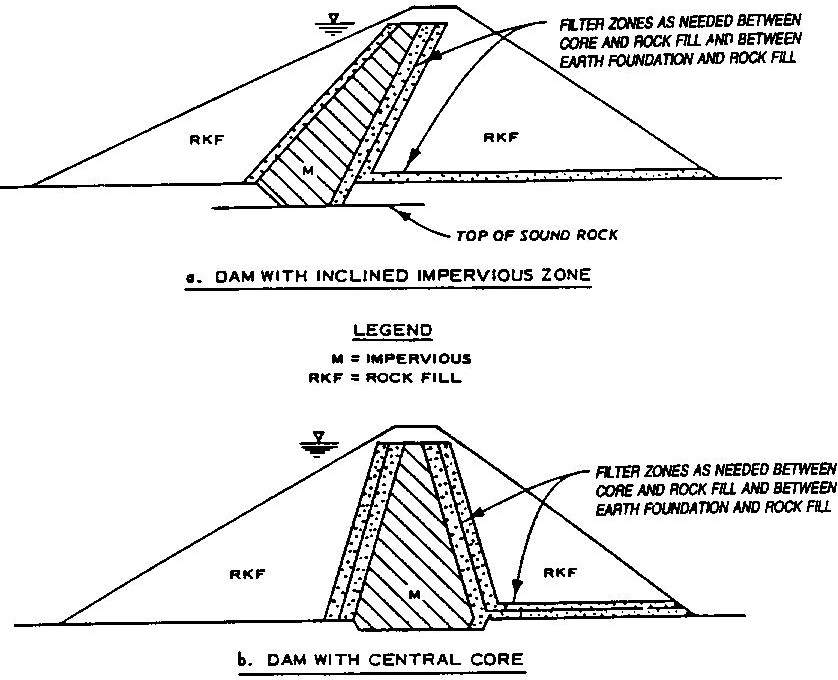 FILTER ZONES AS NEEDED BETWEEN
CORE AND ROCK FILL AND BETWEEN
EARTH FOUNDATION AND ROCK FILL
RKF
RKF
M
TOP OF SOUND ROCK
a. DAM WITH INCLINED IMPERVIOUS ZONE
LEGEND
M = IMPERVIOUS
RKF = ROCK FILL
FILTER ZONES AS NEEDED BETWEEN
CORE AND ROCK FILL AND BETWEEN
EARTH FOUNDATION AND ROCK FILL
RKF
RKF
M
b. DAM WITH CENTRAL CORE